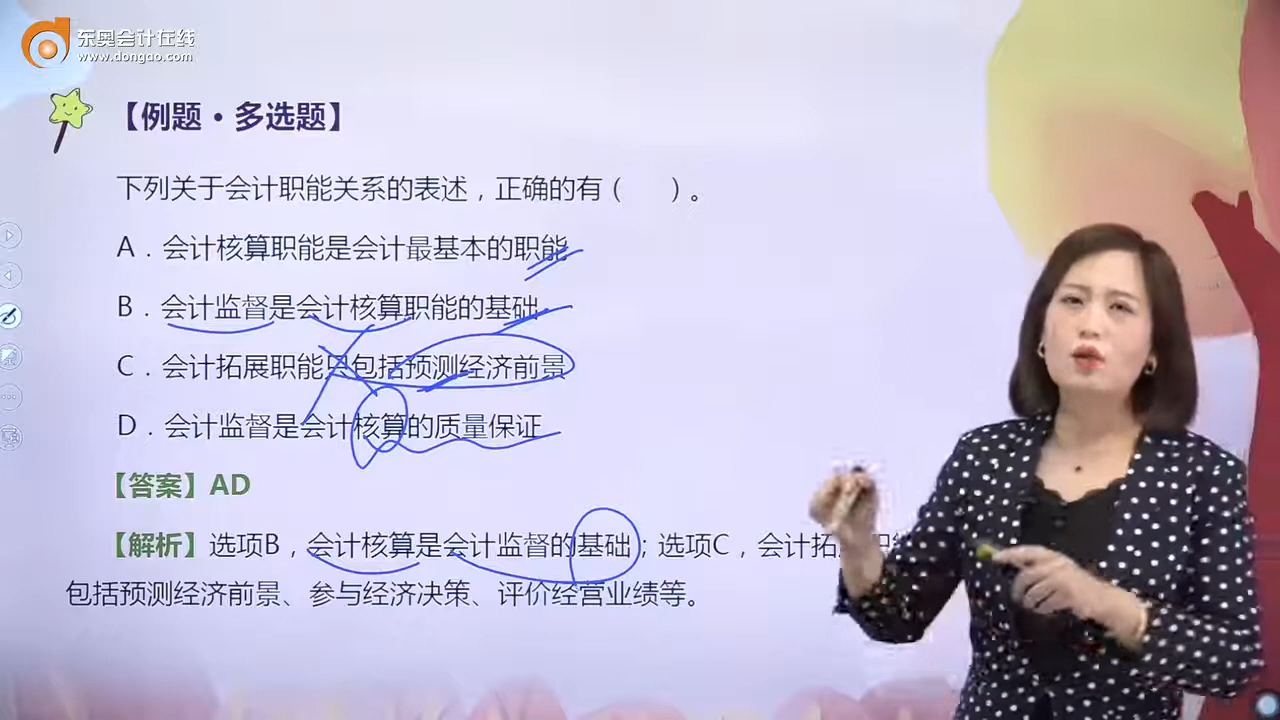 东奥会计在线
www.dongao.com
【例题·多选题】
下列关于会计职能关系的表述，正确的有（ ）。
A．会计核算职能是会计最基本的职能
B．会计监督是会计核算职能的基础
C．会计拓展职能只包括预测经济前景
D．会计监督是会计核算的质量保证
【答案】AD
【解析】选项B，会计核算是会计监督的基础；选项C，会计拓展职能
包括预测经济前景、参与经济决策、评价经营业绩等。